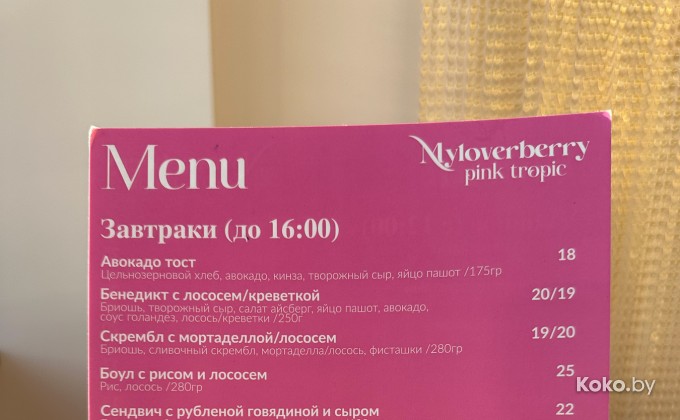 Menu
Myloverberry
pink tropic
Завтраки (до 16:00)
Авокадо тост 18
Цельнозерновой хлеб, авокадо, кинза, творожный сыр, яйцо пашот /175гр
Бенедикт с лососем/креветкой 20/19
Бриошь, творожный сыр, салат айсберг, яйцо пашот, авокадо,
соус голандез, лосось/креветки /250г
Скрембл с мортаделлой/лососем 19/20
Бриошь, сливочный скрембл, мортаделла/лосось, фисташки /280гр
Боул с рисом и лососем 25
Рис, лосось /280гр
Сендвич с рубленой говядиной и сыром 22
Koko.by